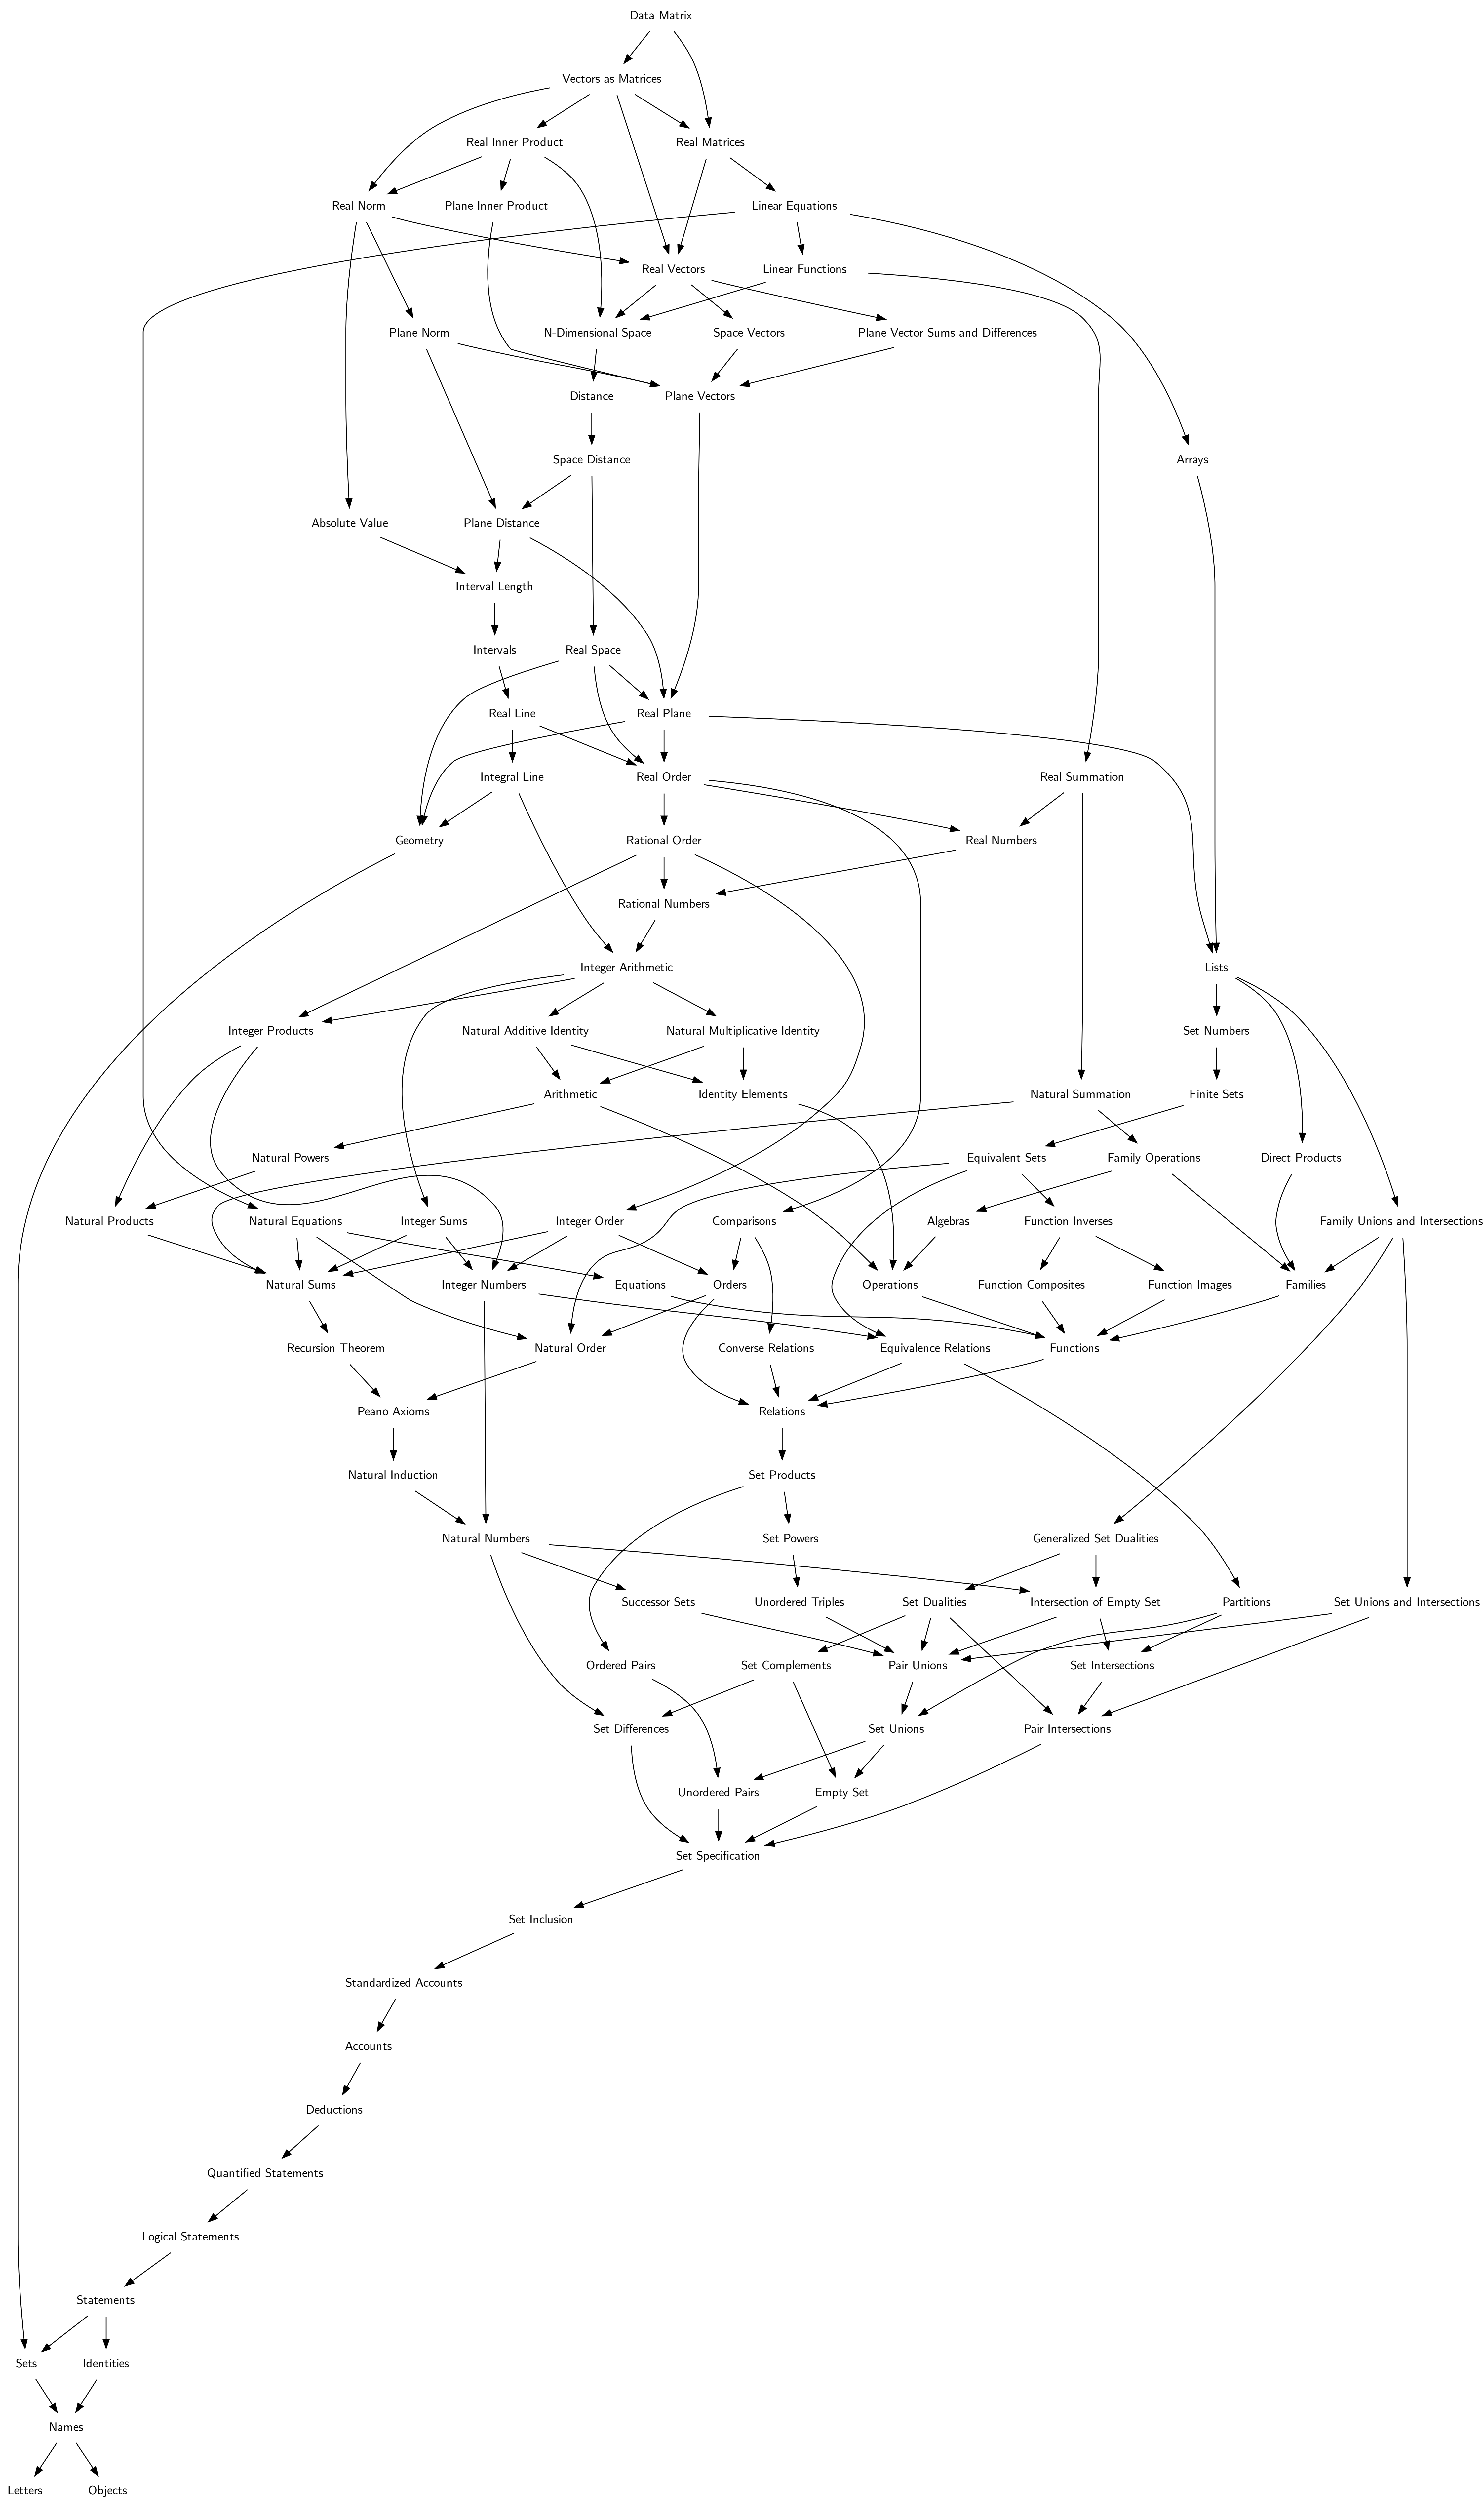 Data Matrix
Vectors as Matrices
Real Inner Product
Real Matrices
Real Norm
Plane Inner Product
Linear Equations
Real Vectors
Linear Functions
Plane Norm
N-Dimensional Space
Space Vectors
Plane Vector Sums and Differences
Distance
Plane Vectors
Space Distance
Arrays
Absolute Value
Plane Distance
Interval Length
Intervals
Real Space
Real Line
Real Plane
Integral Line
Real Order
Real Summation
Geometry
Rational Order
Real Numbers
Rational Numbers
Integer Arithmetic
Lists
Integer Products
Natural Additive Identity
Natural Multiplicative Identity
Set Numbers
Arithmetic
Identity Elements
Natural Summation
Finite Sets
Natural Powers
Equivalent Sets
Family Operations
Direct Products
Natural Products
Natural Equations
Integer Sums
Integer Order
Comparisons
Algebras
Function Inverses
Family Unions and Intersections
Natural Sums
Integer Numbers
Equations
Orders
Operations
Function Composites
Function Images
Families
Recursion Theorem
Natural Order
Converse Relations
Equivalence Relations
Functions
Peano Axioms
Relations
Natural Induction
Set Products
Natural Numbers
Set Powers
Generalized Set Dualities
Successor Sets
Unordered Triples
Set Dualities
Intersection of Empty Set
Partitions
Set Unions and Intersections
Ordered Pairs
Set Complements
Pair Unions
Set Intersections
Set Differences
Set Unions
Pair Intersections
Unordered Pairs
Empty Set
Set Specification
Set Inclusion
Standardized Accounts
Accounts
Deductions
Quantified Statements
Logical Statements
Statements
Sets
Identities
Names
Letters
Objects